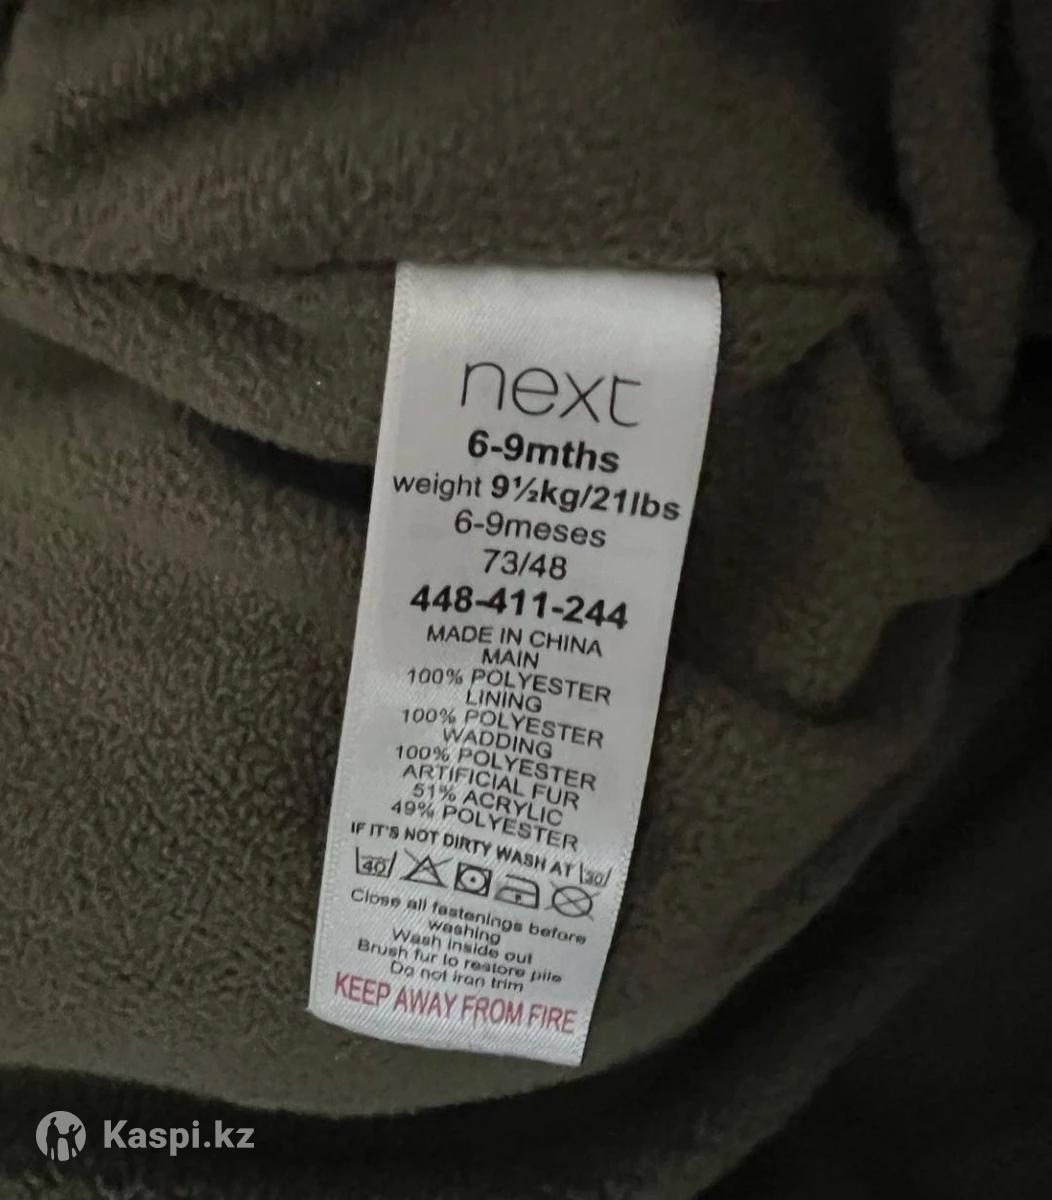 next
6-9mths
weight 9½kg/21lbs
6-9meses
73/48
448-411-244
MADE IN CHINA
MAIN
100% POLYESTER
LINING
100% POLYESTER
WADDING
100% POLYESTER
ARTIFICIAL FUR
51% ACRYLIC
49% POLYESTER
IF IT'S NOT DIRTY WASH AT 30
40
Close all fastenings before
washing
Wash inside out
Brush fur to restore pile
Do not iron trim
KEEP AWAY FROM FIRE
Kaspi.kz